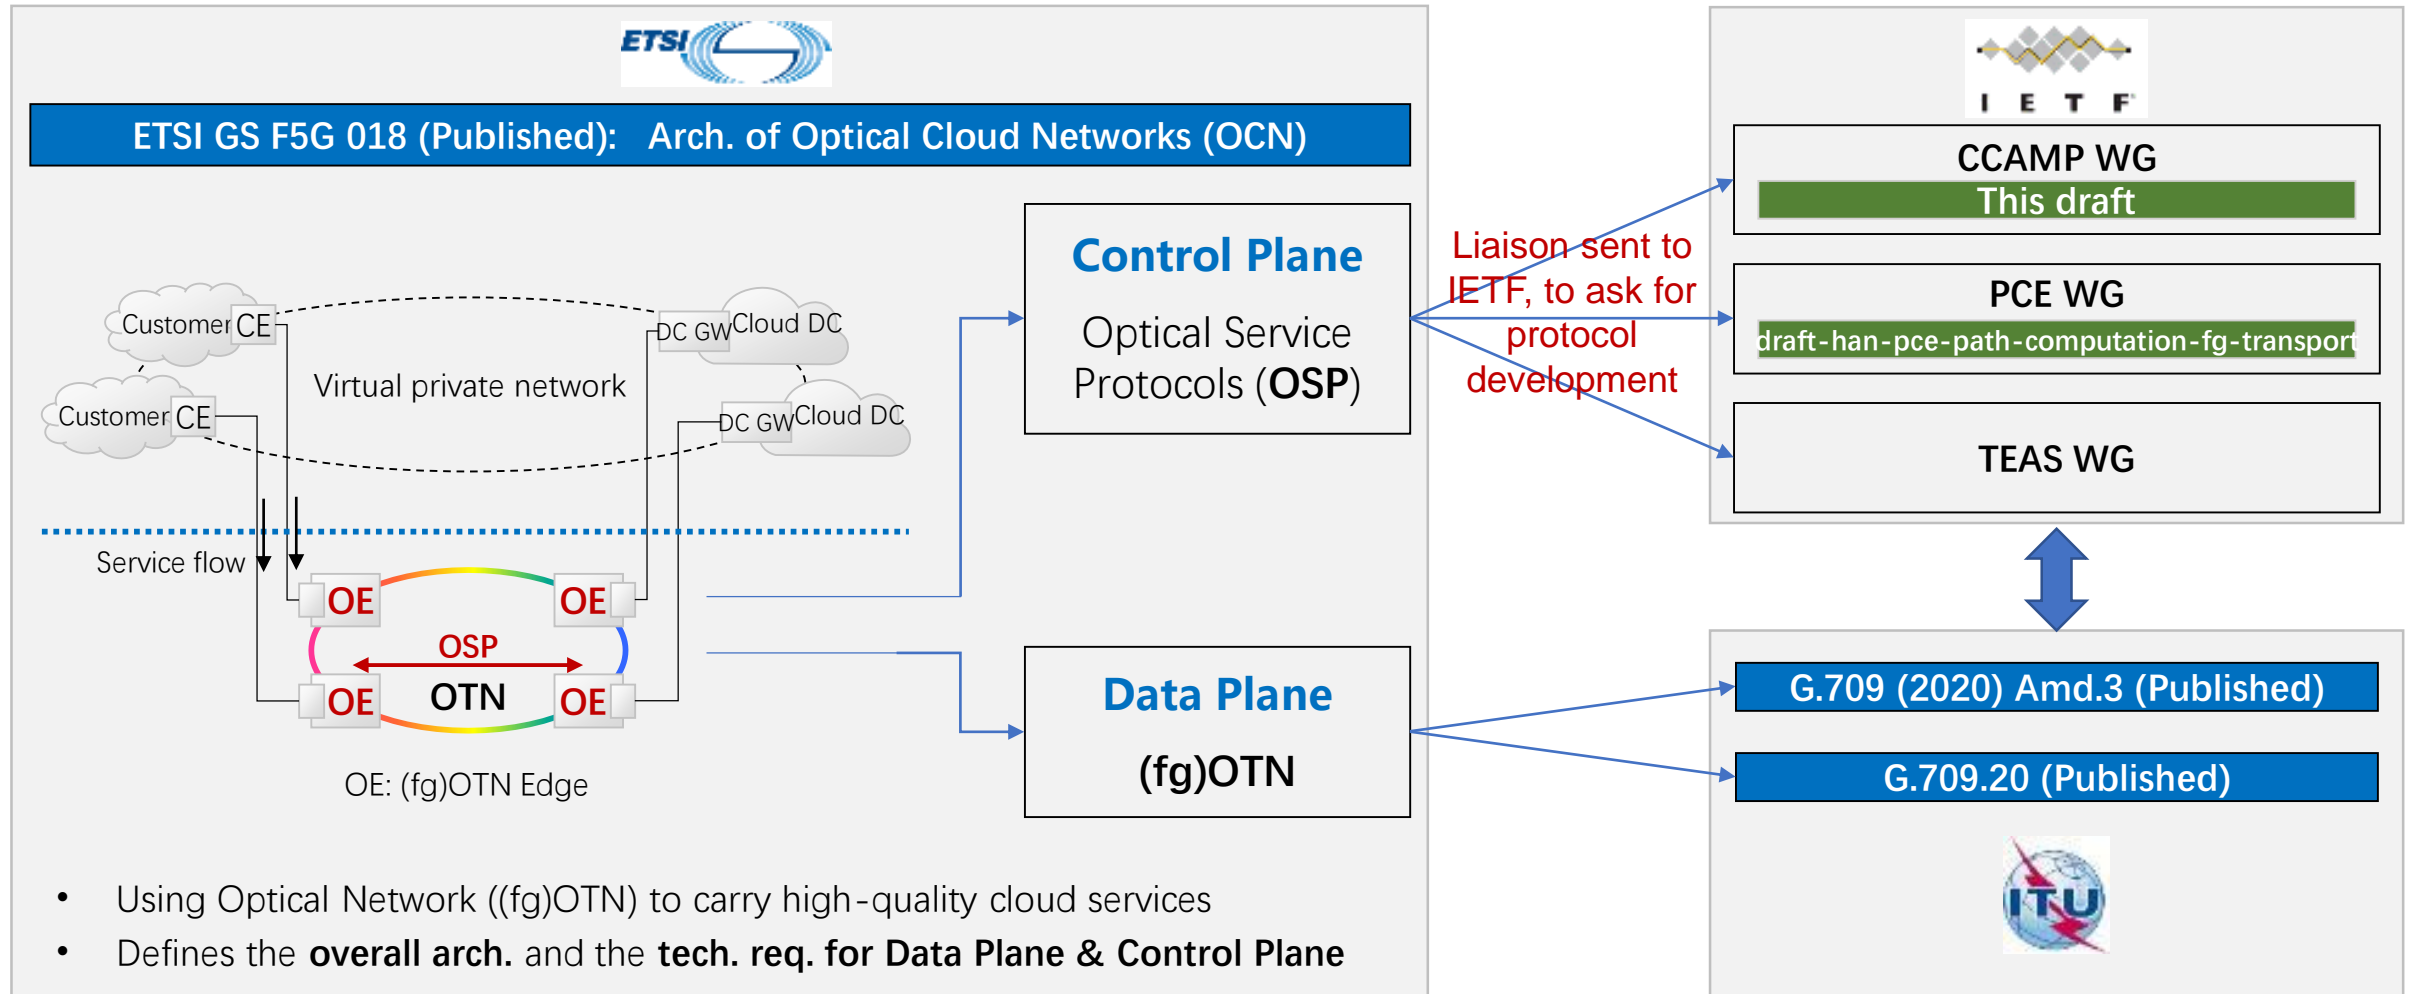 ETSI
ETSI GS F5G 018 (Published): Arch. of Optical Cloud Networks (OCN)
Customer CE
DC GW Cloud DC
Virtual private network
Customer CE
DC GW Cloud DC
Service flow
OE
OE
OSP
OE
OTN
OE
OE: (fg)OTN Edge
Control Plane
Optical Service
Protocols (OSP)
Data Plane
(fg)OTN
• Using Optical Network ((fg)OTN) to carry high-quality cloud services
• Defines the overall arch. and the tech. req. for Data Plane & Control Plane
Liaison sent to
IETF, to ask for
protocol
development
I E T F
CCAMP WG
This draft
PCE WG
draft-han-pce-path-computation-fg-transport
TEAS WG
G.709 (2020) Amd.3 (Published)
G.709.20 (Published)
ITU